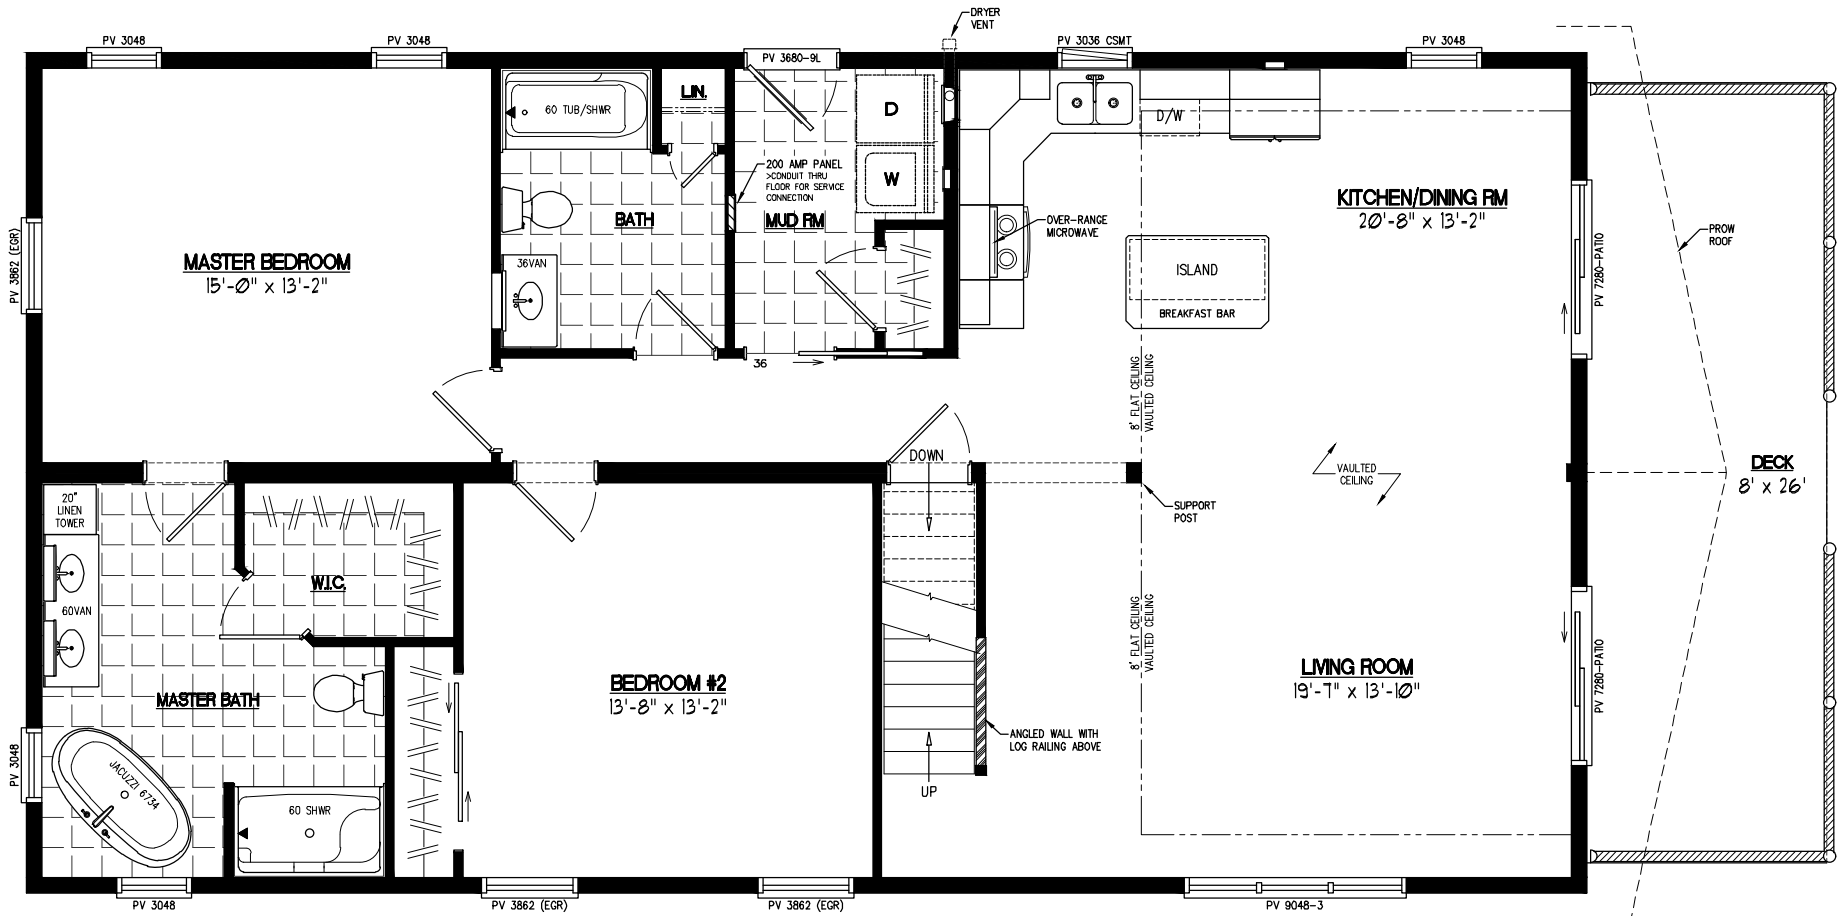 DRYER
VENT
PV 3048
PV 3048
PV 3680-9L
PV 3036 CSMT
PV 3048
60 TUB/SHWR
LIN.
D
D/W
200 AMP PANEL
>CONDUIT THRU
FLOOR FOR SERVICE
CONNECTION
W
BATH
MUD RM
OVER-RANGE
MICROWAVE
KITCHEN/DINING RM
20'-8" x 13'-2"
PROW
ROOF
PV 3862 (EGR)
MASTER BEDROOM
15'-0" x 13'-2"
36VAN
ISLAND
BREAKFAST BAR
PV 7280-PATIO
36
8' FLAT CEILING
VAULTED CEILING
DOWN
VAULTED
CEILING
DECK
8' x 26'
SUPPORT
POST
20"
LINEN
TOWER
W.I.C.
60VAN
8' FLAT CEILING
VAULTED CEILING
MASTER BATH
BEDROOM #2
13'-8" x 13'-2"
LIVING ROOM
19'-7" x 13'-10"
PV 7280-PATIO
ANGLED WALL WITH
LOG RAILING ABOVE
PV 3048
JACUZZI 6734
UP
60 SHWR
PV 3048
PV 3862 (EGR)
PV 3862 (EGR)
PV 9048-3